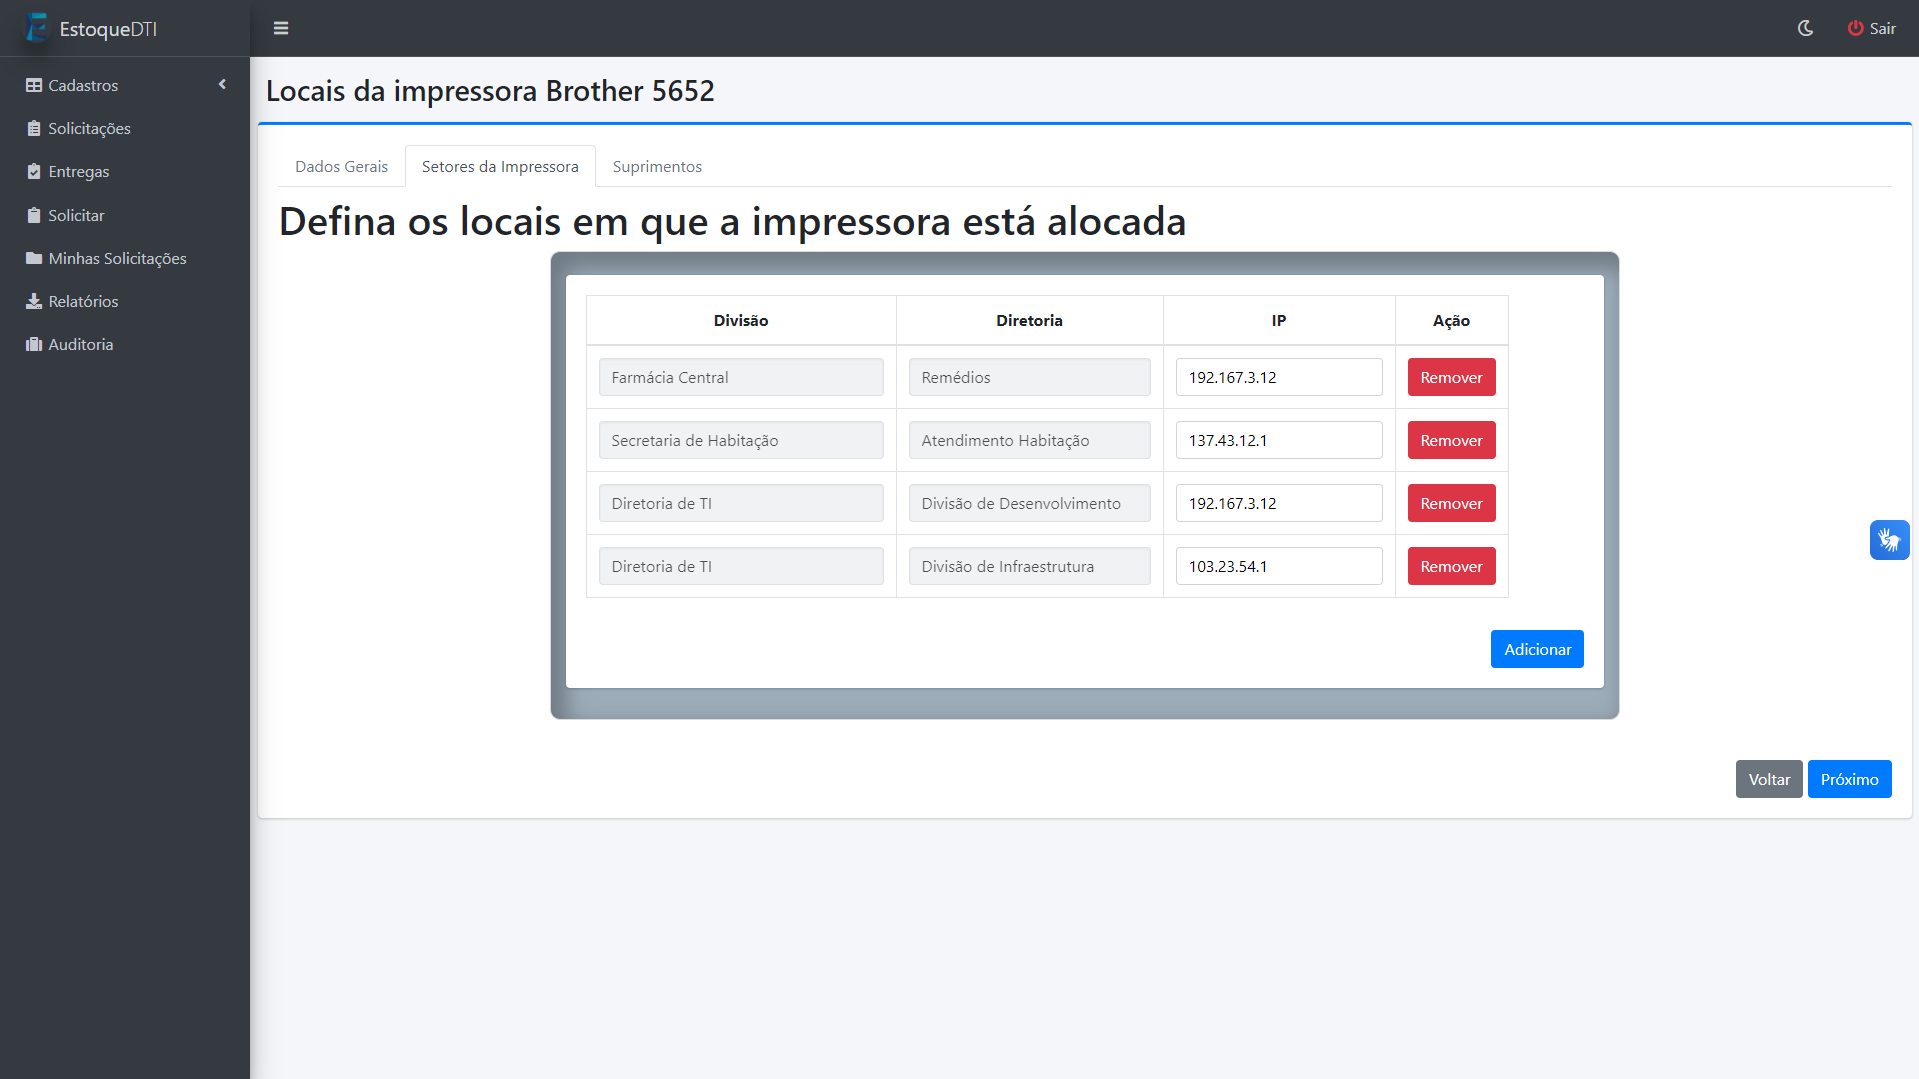 EstoqueDTI
Sair
Cadastros
Solicitações
Entregas
Solicitar
Minhas Solicitações
Relatórios
Auditoria
Locais da impressora Brother 5652
Dados Gerais Setores da Impressora Suprimentos
Defina os locais em que a impressora está alocada
Divisão Diretoria IP Ação
Farmácia Central Remédios 192.167.3.12 Remover
Secretaria de Habitação Atendimento Habitação 137.43.12.1 Remover
Diretoria de TI Divisão de Desenvolvimento 192.167.3.12 Remover
Diretoria de TI Divisão de Infraestrutura 103.23.54.1 Remover
Adicionar
Voltar Próximo